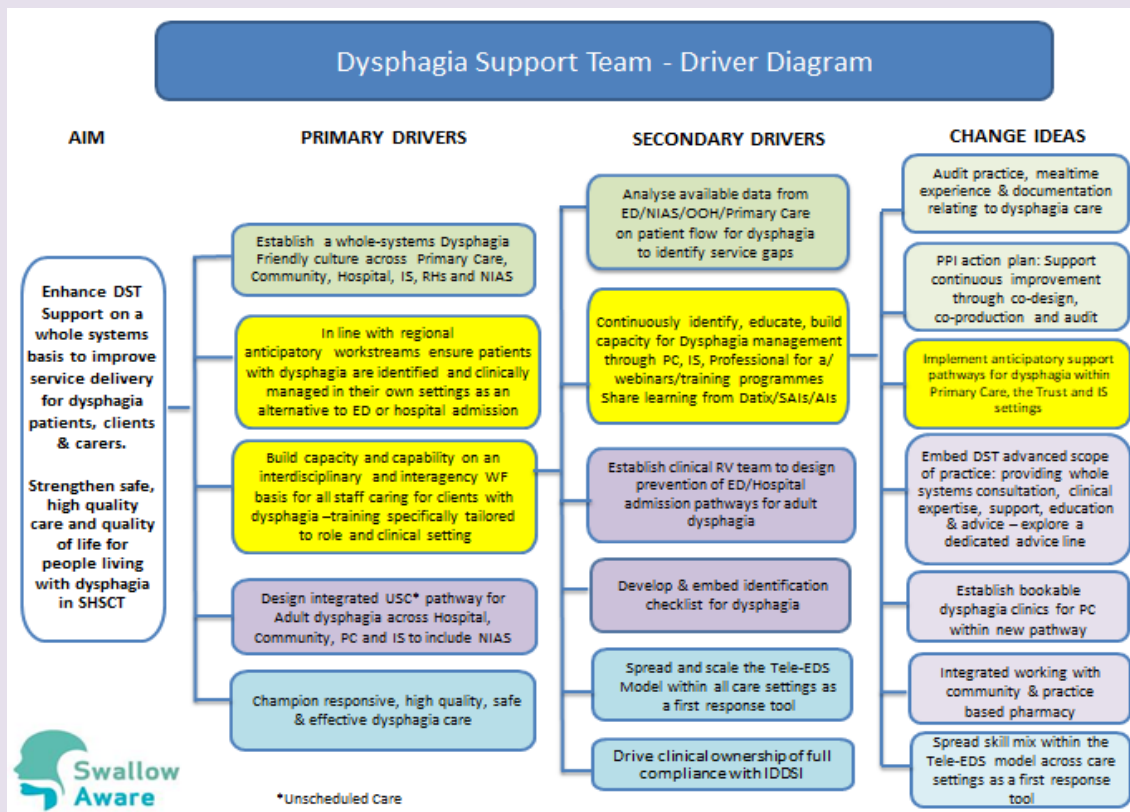 Dysphagia Support Team - Driver Diagram
AIM
PRIMARY DRIVERS
SECONDARY DRIVERS
CHANGE IDEAS
Enhance DST
Support on a
whole systems
basis to improve
service delivery
for dysphagia
patients, clients
& carers.
Strengthen safe,
high quality
care and quality
of life for
people living
with dysphagia
in SHSCT
Establish a whole-systems Dysphagia
Friendly culture across Primary Care,
Community, Hospital, IS, RHs and NIAS
In line with regional
anticipatory workstreams ensure patients
with dysphagia are identified and clinically
managed in their own settings as an
alternative to ED or hospital admission
Build capacity and capability on an
interdisciplinary and interagency WF
basis for all staff caring for clients with
dysphagia –training specifically tailored
to role and clinical setting
Design integrated USC* pathway for
Adult dysphagia across Hospital,
Community, PC and IS to include NIAS
Champion responsive, high quality, safe
& effective dysphagia care
Analyse available data from
ED/NIAS/OOH/Primary Care
on patient flow for dysphagia
to identify service gaps
Continuously identify, educate, build
capacity for Dysphagia management
through PC, IS, Professional for a/
webinars/training programmes
Share learning from Datix/SAIs/AIs
Establish clinical RV team to design
prevention of ED/Hospital
admission pathways for adult
dysphagia
Develop & embed identification
checklist for dysphagia
Spread and scale the Tele-EDS
Model within all care settings as
a first response tool
Drive clinical ownership of full
compliance with IDDSI
Audit practice, mealtime
experience & documentation
relating to dysphagia care
PPI action plan: Support
continuous improvement
through co-design,
co-production and audit
Implement anticipatory support
pathways for dysphagia within
Primary Care, the Trust and IS
settings
Embed DST advanced scope
of practice: providing whole
systems consultation, clinical
expertise, support, education
& advice – explore a
dedicated advice line
Establish bookable
dysphagia clinics for PC
within new pathway
Integrated working with
community & practice
based pharmacy
Spread skill mix within the
Tele-EDS model across care
settings as a first response
tool
Swallow
Aware
*Unscheduled Care